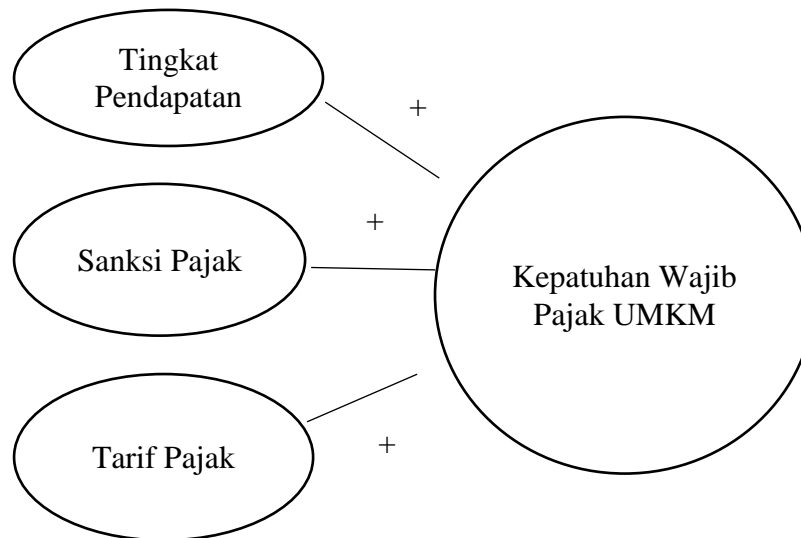 Tingkat
Pendapatan
+
+
Sanksi Pajak
Kepatuhan Wajib
Pajak UMKM
Tarif Pajak
+